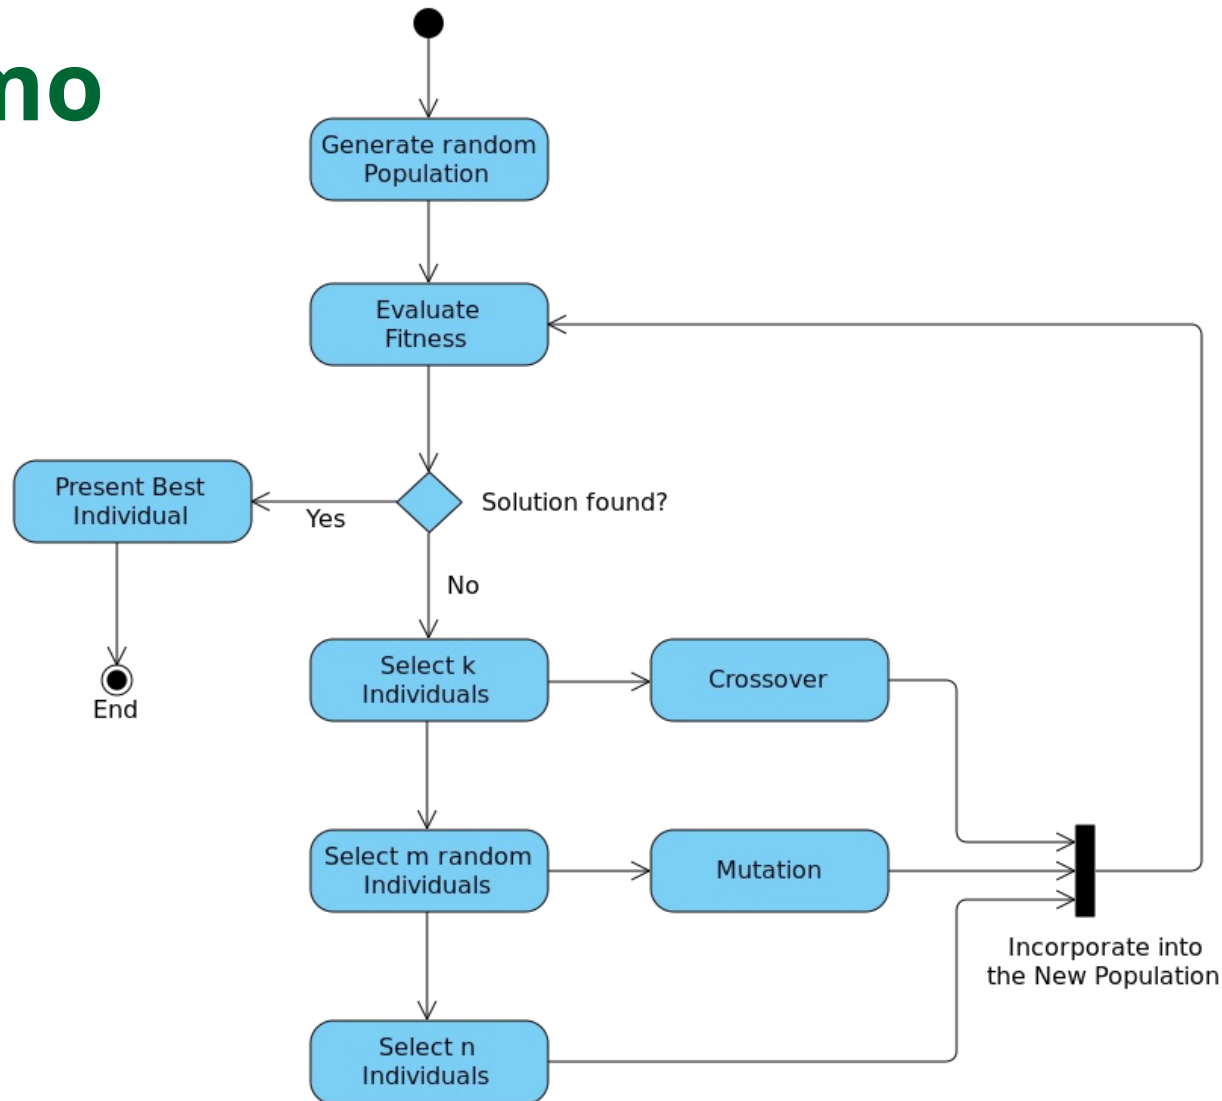 mo
Generate random
Population
Evaluate
Fitness
Present Best
Individual
Yes
Solution found?
No
End
Select k
Individuals
Crossover
Select m random
Individuals
Mutation
Incorporate into
the New Population
Select n
Individuals